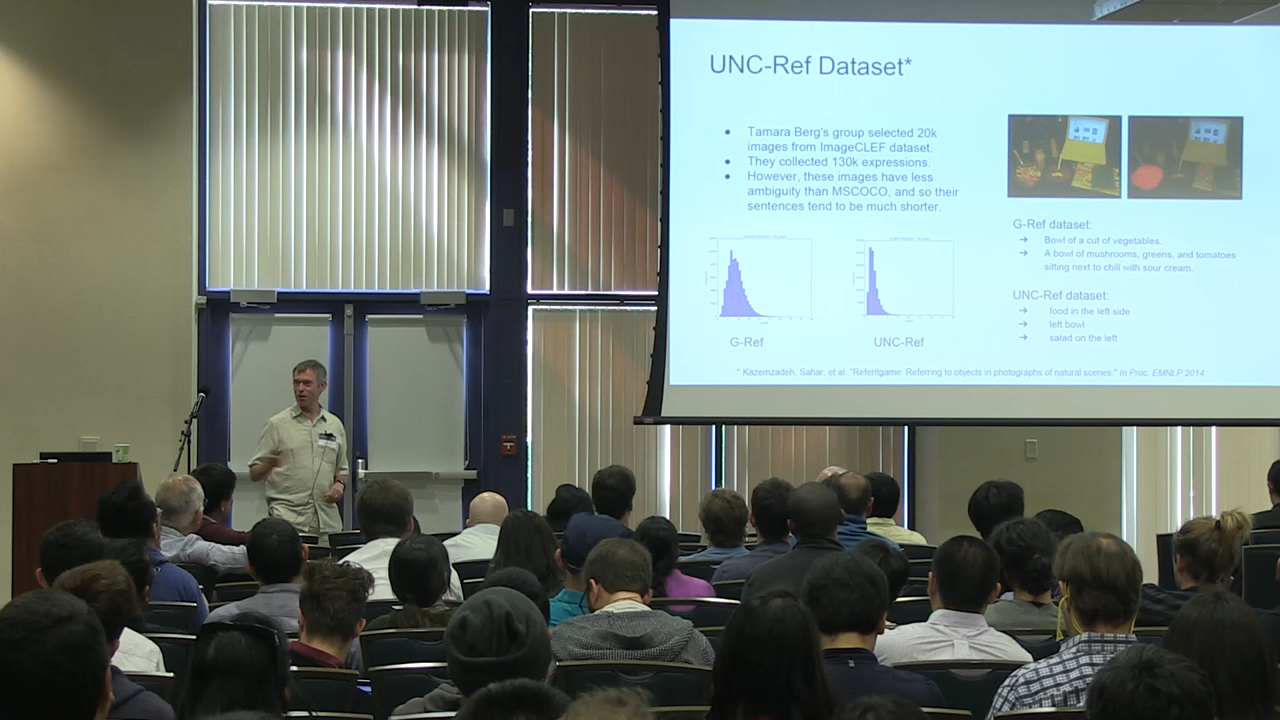 UNC-Ref Dataset*
● Tamara Berg's group selected 20k
images from ImageCLEF dataset.
● They collected 130k expressions.
● However, these images have less
ambiguity than MSCOCO, and so their
sentences tend to be much shorter.
G-Ref
UNC-Ref
G-Ref dataset:
➔ Bowl of a cut of vegetables.
➔ A bowl of mushrooms, greens, and tomatoes
sitting next to chili with sour cream.
UNC-Ref dataset:
➔ food in the left side
➔ left bowl
➔ salad on the left
* Kazemzadeh, Sahar, et al. "Refentgame: Referring to objects in photographs of natural scenes." In Proc. EMNLP 2014